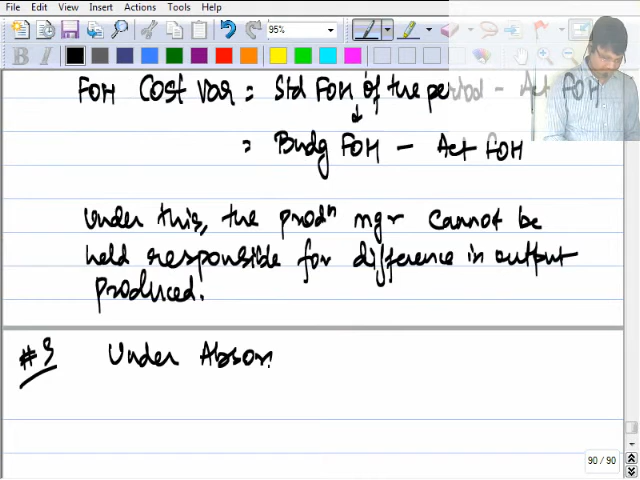 File Edit View Insert Actions Tools Help
95%
B I
FOH Cost Var = Std FOH of the period - Act FOH
= Budg FOH - Act FOH
Under this, the prodn mgr cannot be
held responsible for difference in output
produced.
#3 Under Absor
90 / 90